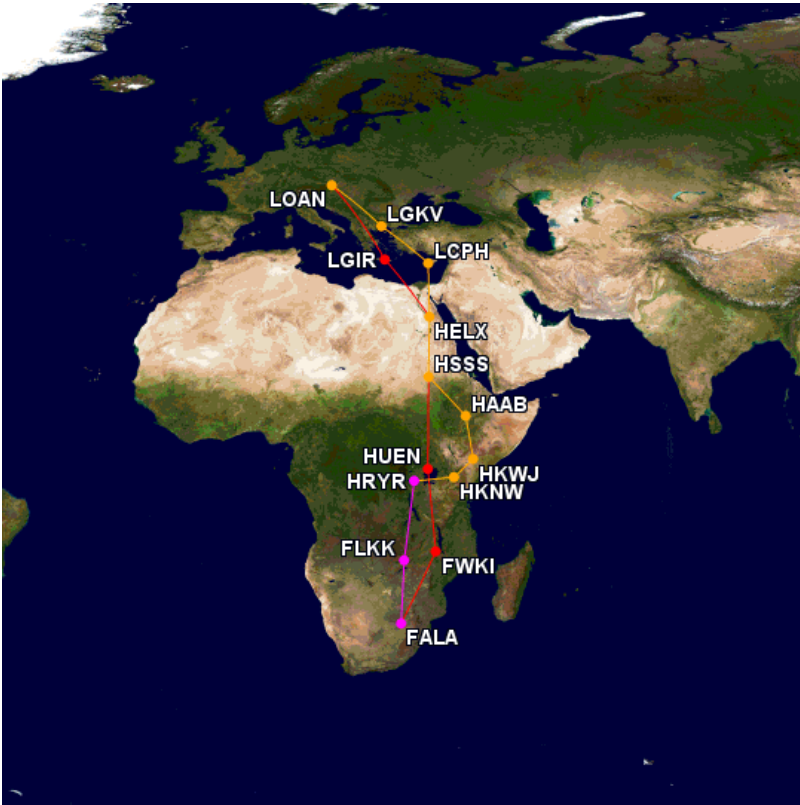 LOAN
LGKV
LGIR
LCPH
HELX
HSSS
HAAB
HUEN
HKWJ
HRYR
HKNW
FLKK
FWKI
FALA